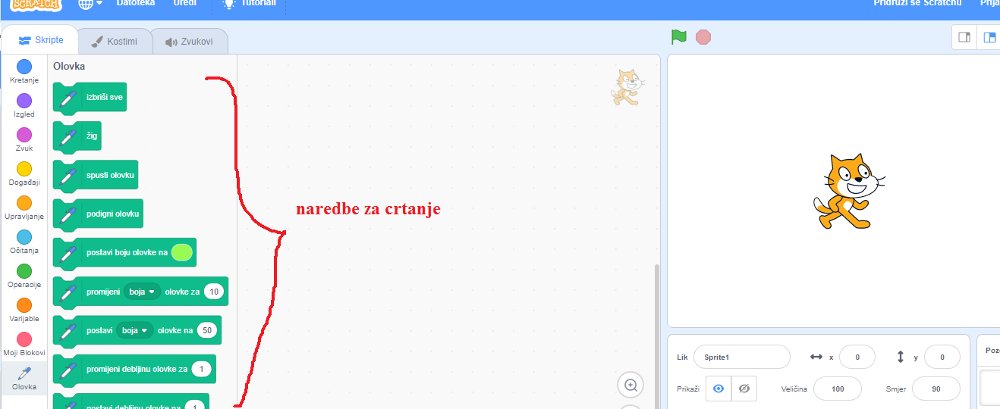 SCRATCH
Datoteka
Uredi
Tutoriali
Pridruži se Scratchu
Skripte
Kostimi
Zvukovi
Kretanje
Izgled
Zvuk
Događaji
Upravljanje
Očitanja
Operacije
Varijable
Moji Blokovi
Olovka
Olovka
izbriši sve
žig
spusti olovku
podigni olovku
postavi boju olovke na
promijeni boja olovke za 10
postavi boja olovke na 50
promijeni debljinu olovke za 1
postavi debljinu olovke na 1
naredbe za crtanje
Lik Sprite1 x 0 y 0
Prikaži Veličina 100 Smjer 90